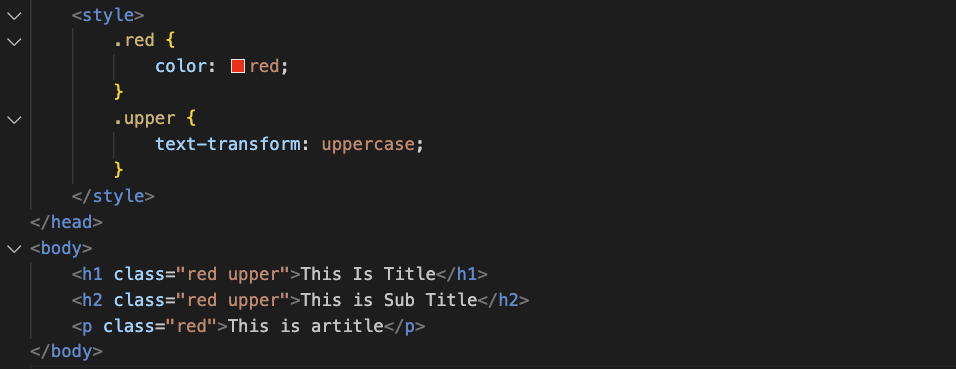 <style>
.red {
color: red;
}
.upper {
text-transform: uppercase;
}
</style>
</head>
<body>
<h1 class="red upper">This Is Title</h1>
<h2 class="red upper">This is Sub Title</h2>
<p class="red">This is artitle</p>
</body>